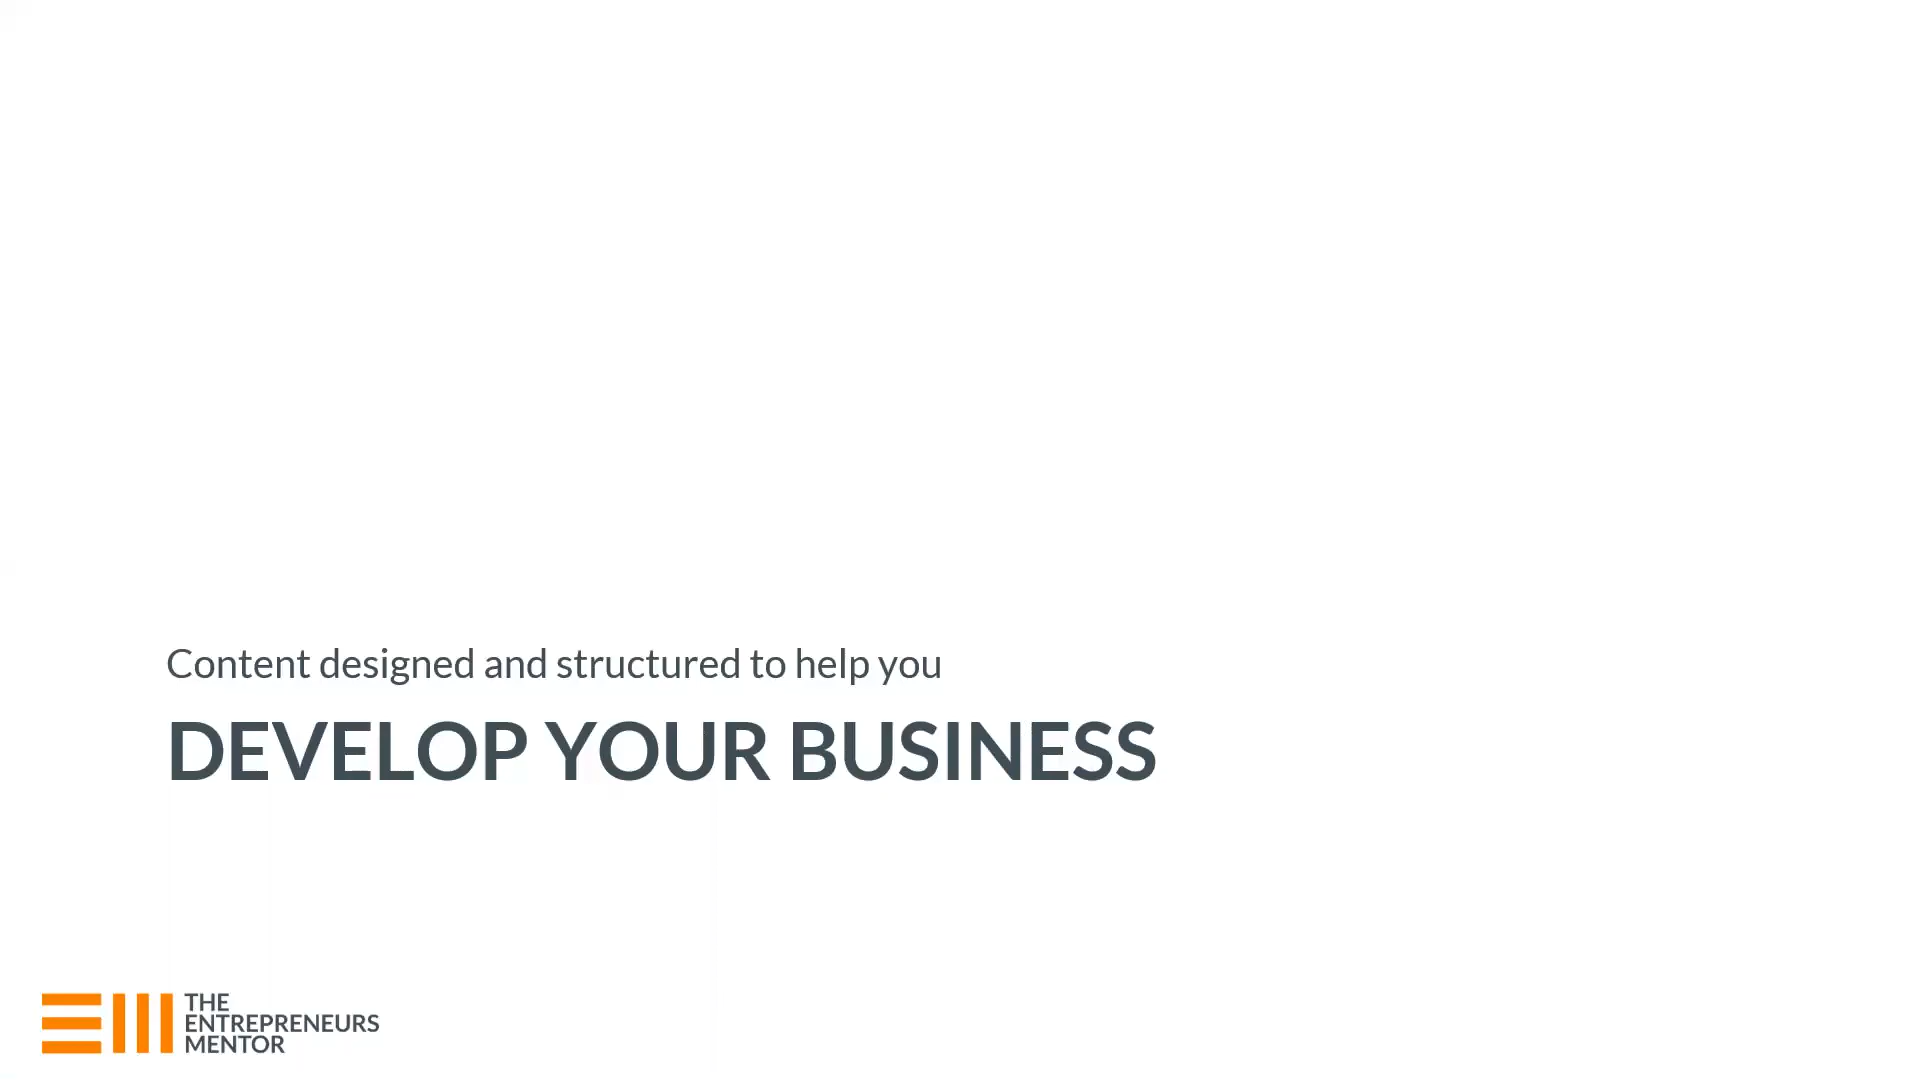 Content designed and structured to help you
DEVELOP YOUR BUSINESS
THE
ENTREPRENEURS
MENTOR